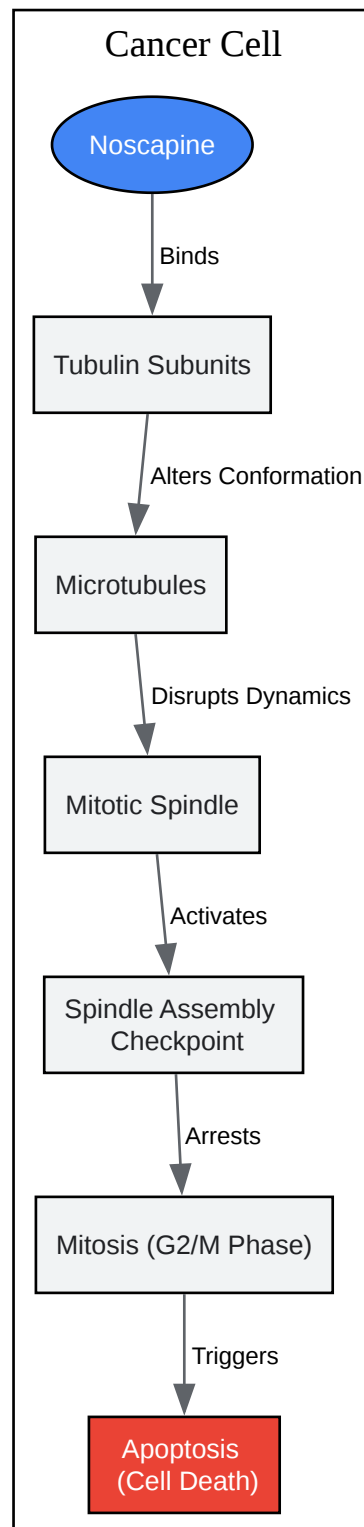 Cancer Cell
Noscapine
Binds
Tubulin Subunits
Alters Conformation
Microtubules
Disrupts Dynamics
Mitotic Spindle
Activates
Spindle Assembly
Checkpoint
Arrests
Mitosis (G2/M Phase)
Triggers
Apoptosis
(Cell Death)